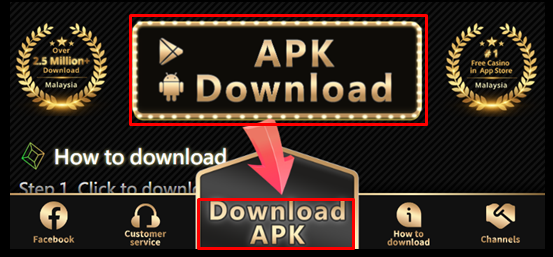 Over
2.5 Million+
Download
Malaysia
APK
Download
#1
Free Casino
in App Store
Malaysia
How to download
Step 1. Click to downlo
Download
APK
Facebook
Customer
service
How to
download
Channels